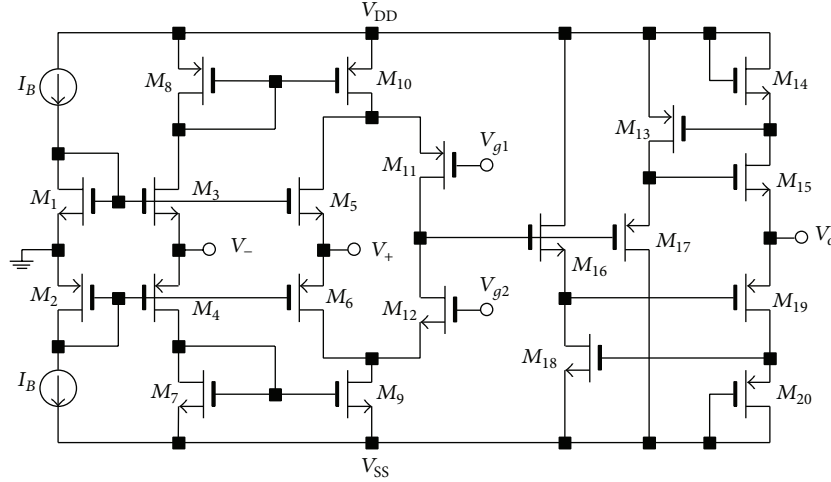 V_DD
I_B
M_8
M_10
M_14
M_13
V_g1
M_11
M_15
M_1
M_3
M_5
V_−
V_+
M_16
M_17
V_o
M_2
M_4
M_6
V_g2
M_12
M_19
M_18
I_B
M_7
M_9
M_20
V_SS